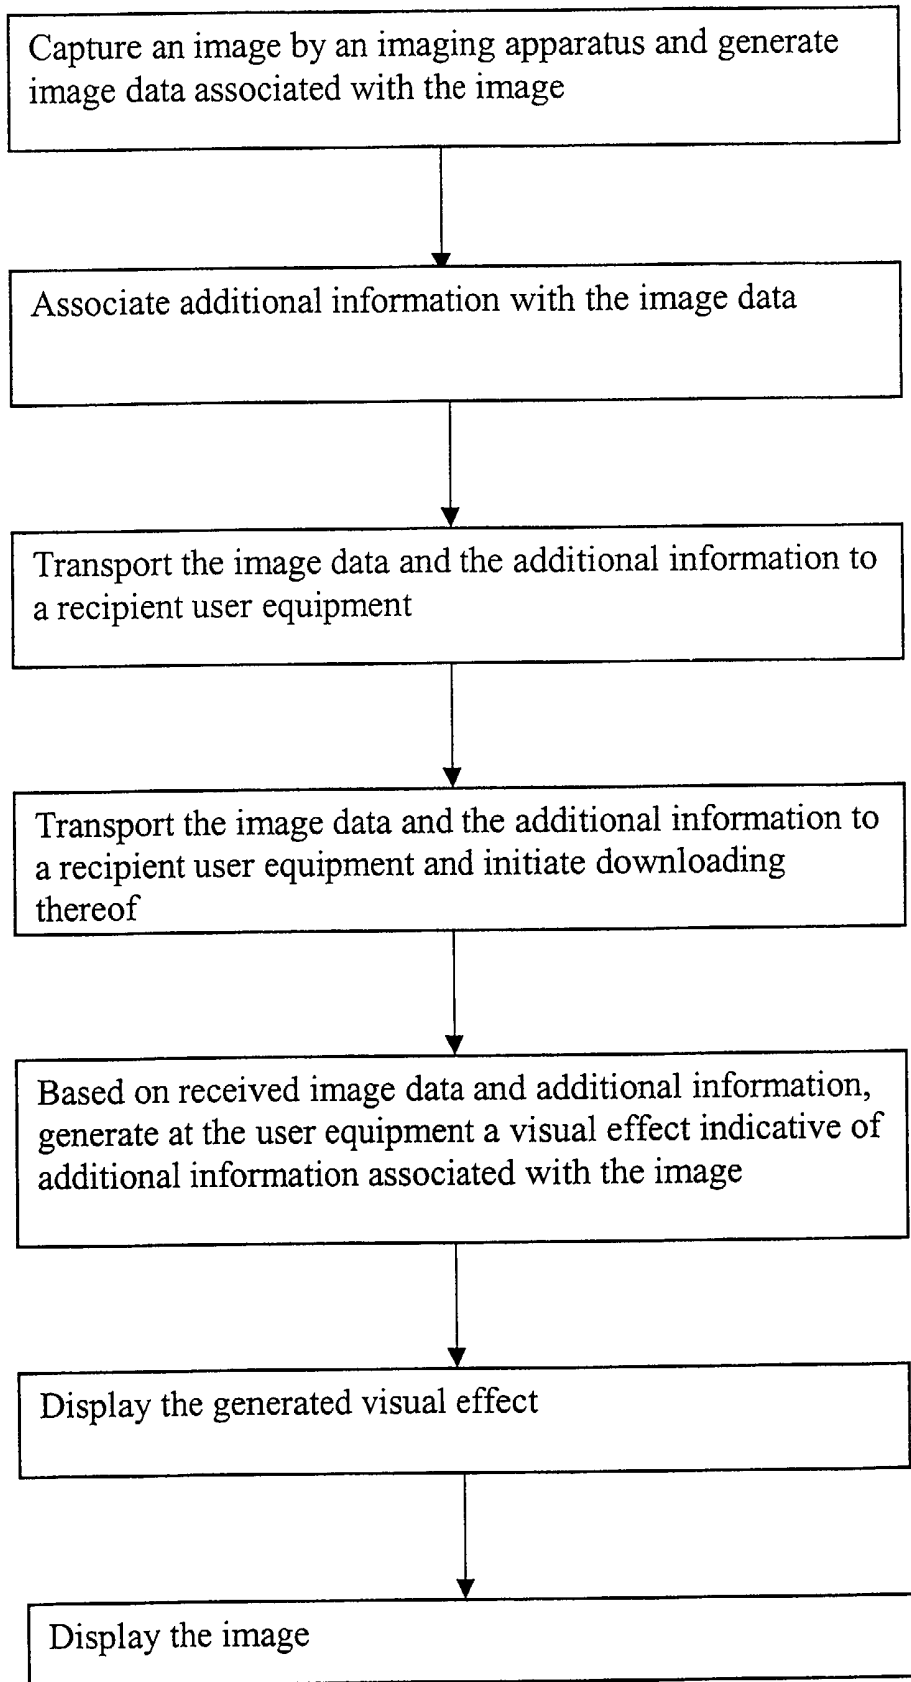 Capture an image by an imaging apparatus and generate
image data associated with the image
Associate additional information with the image data
Transport the image data and the additional information to
a recipient user equipment
Transport the image data and the additional information to
a recipient user equipment and initiate downloading
thereof
Based on received image data and additional information,
generate at the user equipment a visual effect indicative of
additional information associated with the image
Display the generated visual effect
Display the image